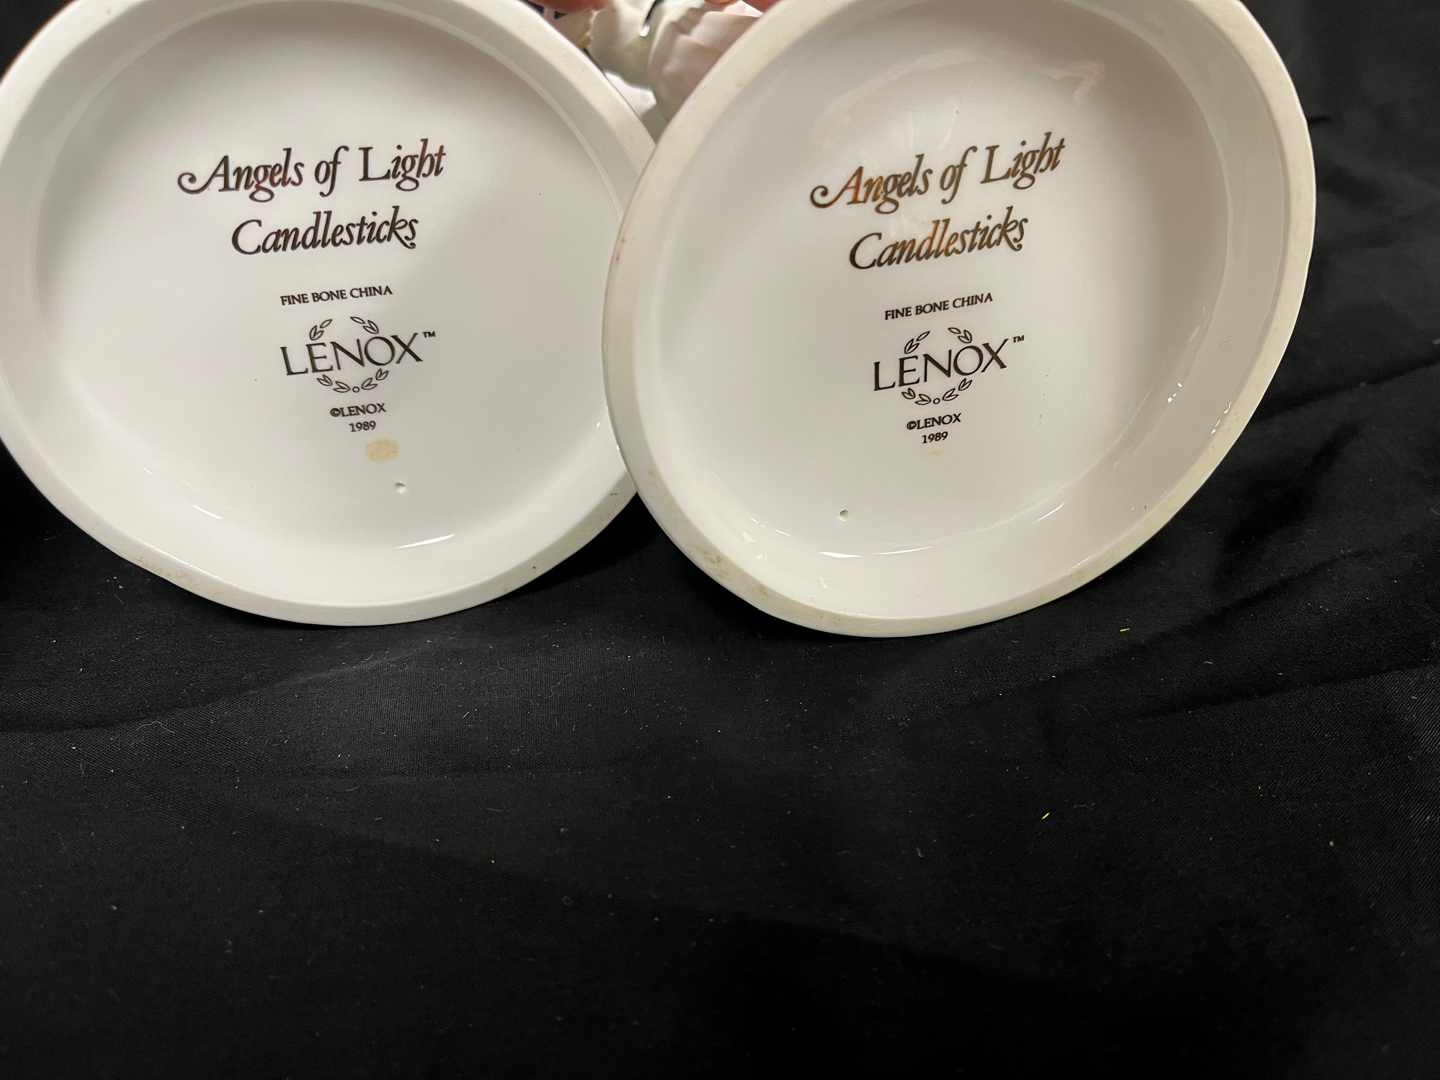 Angels of Light
Candlesticks
FINE BONE CHINA
LENOX™
©LENOX
1989
Angels of Light
Candlesticks
FINE BONE CHINA
LENOX™
©LENOX
1989